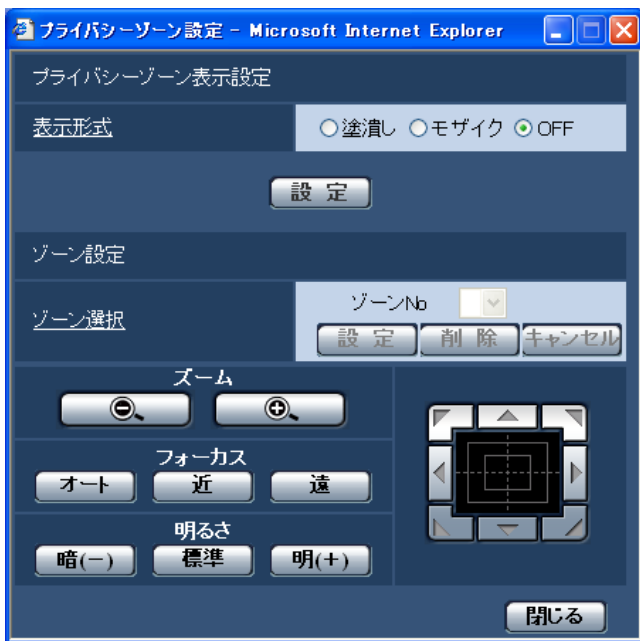 プライバシーゾーン設定 - Microsoft Internet Explorer
プライバシーゾーン表示設定
表示形式 塗潰し モザイク OFF
設 定
ゾーン設定
ゾーン選択 ゾーンNo
設 定 削 除 キャンセル
ズーム
フォーカス
オート 近 遠
明るさ
暗(−) 標準 明(+)
閉じる